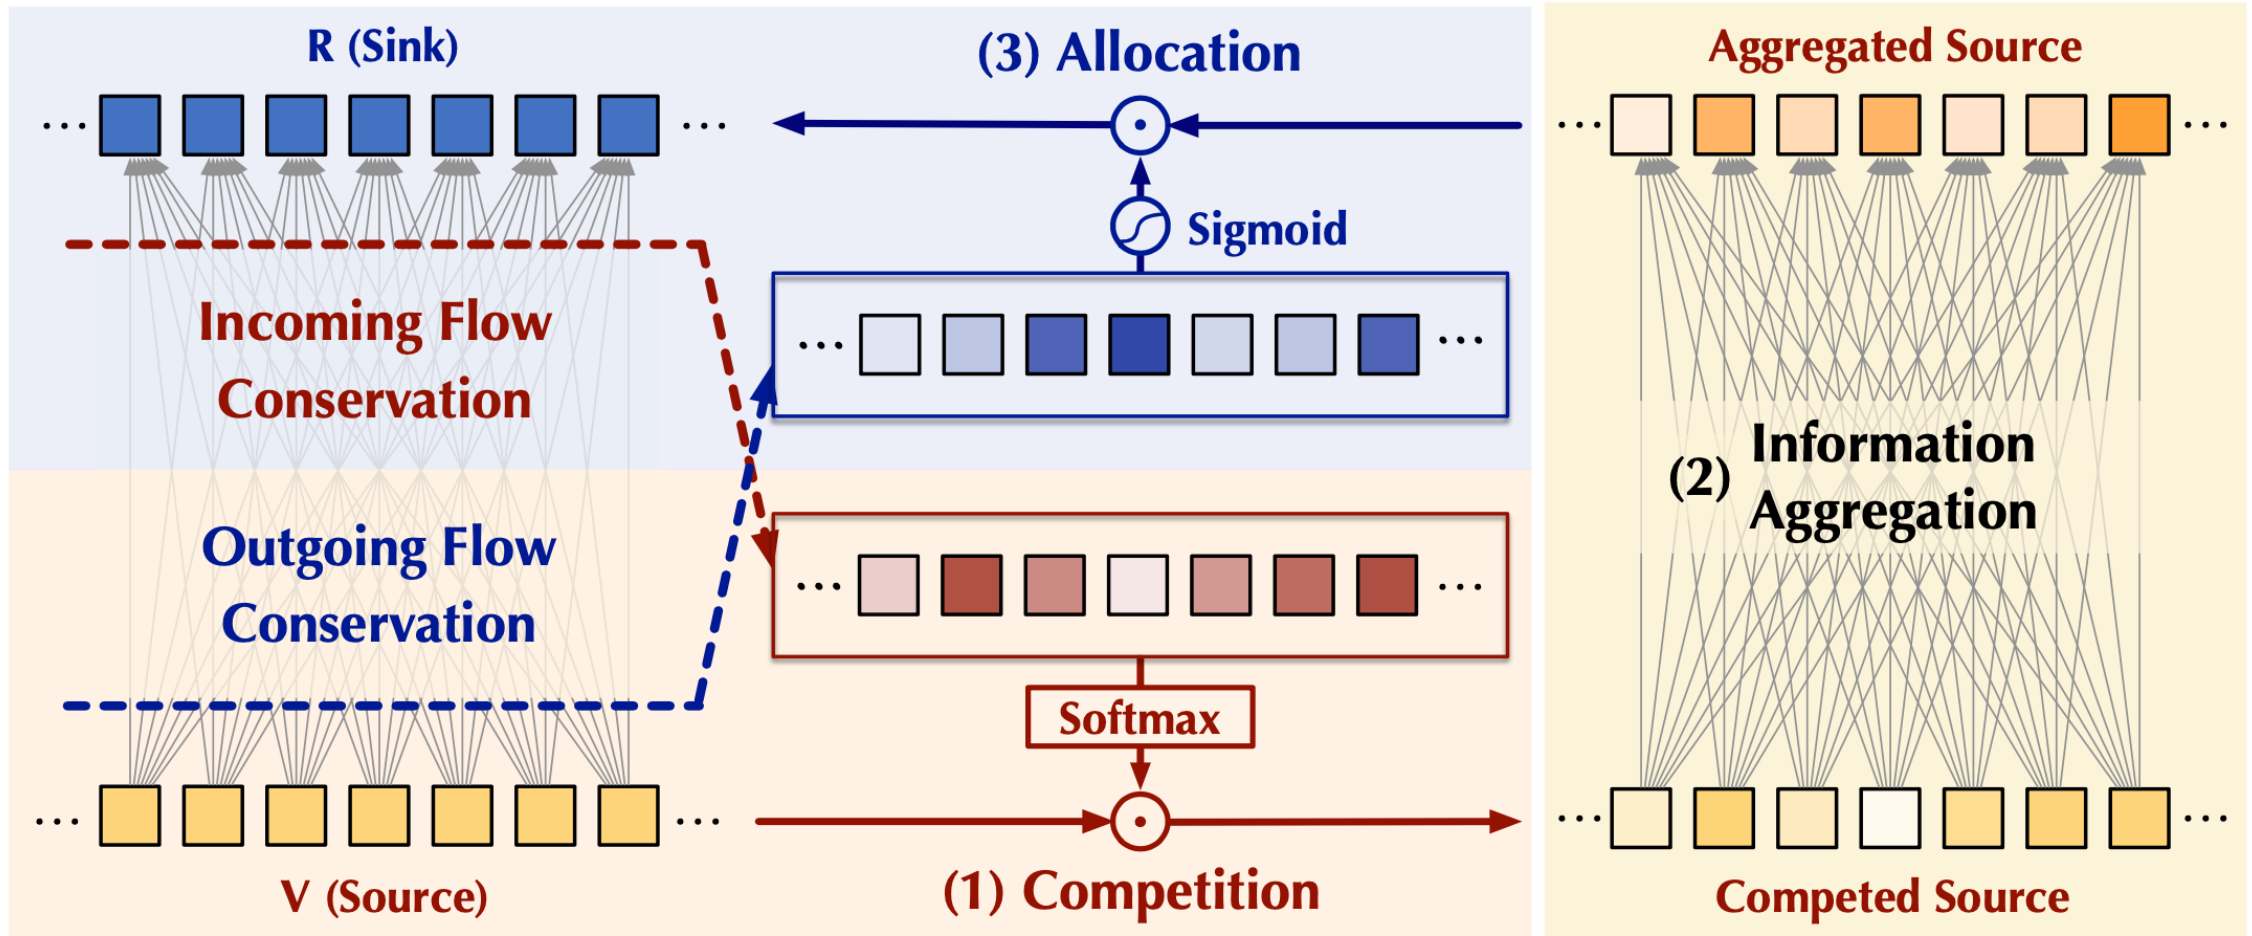 R (Sink)
(3) Allocation
Aggregated Source
Sigmoid
Incoming Flow
Conservation
Outgoing Flow
Conservation
(2) Information
Aggregation
Softmax
V (Source)
(1) Competition
Competed Source